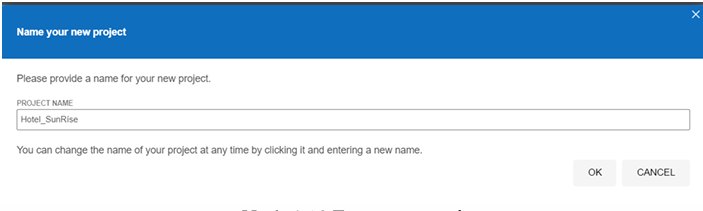 Name your new project
Please provide a name for your new project.
PROJECT NAME
Hotel_SunRise
You can change the name of your project at any time by clicking it and entering a new name.
OK CANCEL